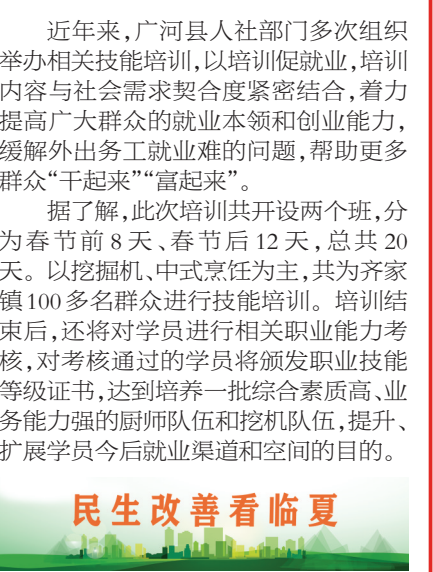 近年来,广河县人社部门多次组织
举办相关技能培训,以培训促就业,培训
内容与社会需求契合度紧密结合,着力
提高广大群众的就业本领和创业能力,
缓解外出务工就业难的问题,帮助更多
群众“干起来”“富起来”。
据了解,此次培训共开设两个班,分
为春节前8天、春节后12天,总共20
天。以挖掘机、中式烹饪为主,共为齐家
镇100多名群众进行技能培训。培训结
束后,还将对学员进行相关职业能力考
核,对考核通过的学员将颁发职业技能
等级证书,达到培养一批综合素质高、业
务能力强的厨师队伍和挖机队伍,提升、
扩展学员今后就业渠道和空间的目的。
民生改善看临夏